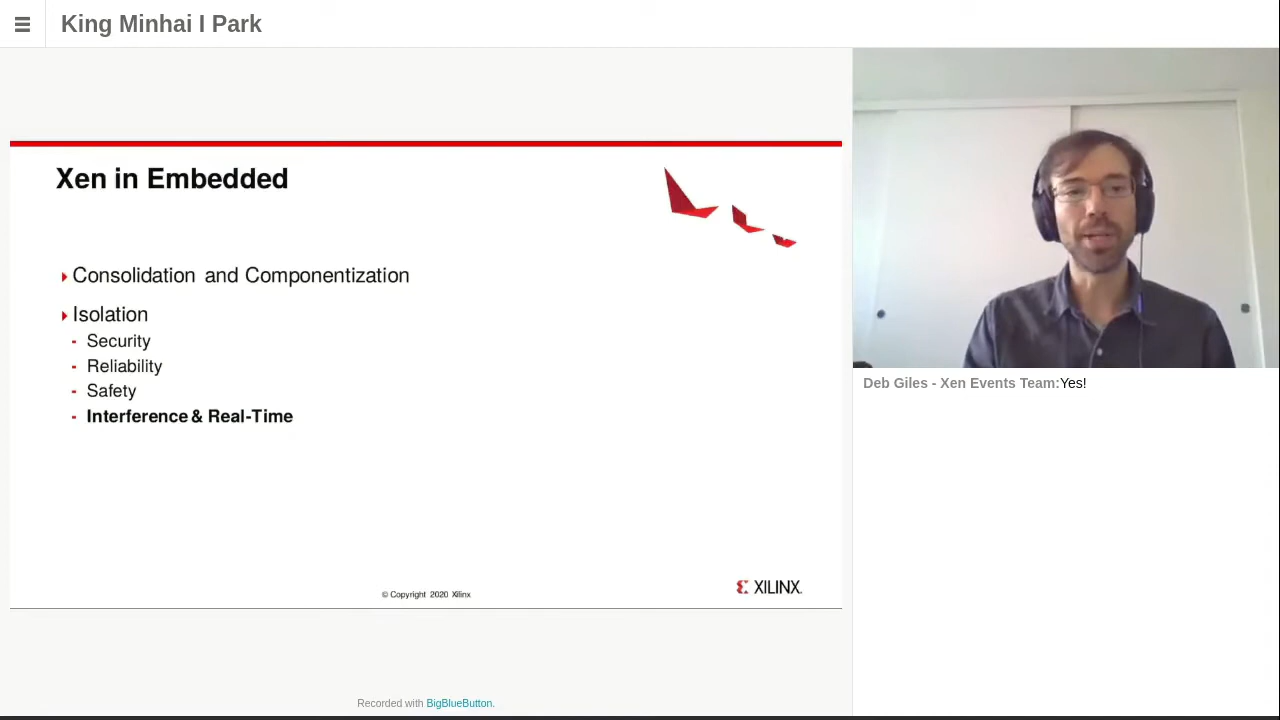 King Minhai I Park
Xen in Embedded
Consolidation and Componentization
Isolation
- Security
- Reliability
- Safety
- Interference & Real-Time
© Copyright 2020 Xilinx
XILINX.
Deb Giles - Xen Events Team:Yes!
Recorded with BigBlueButton.